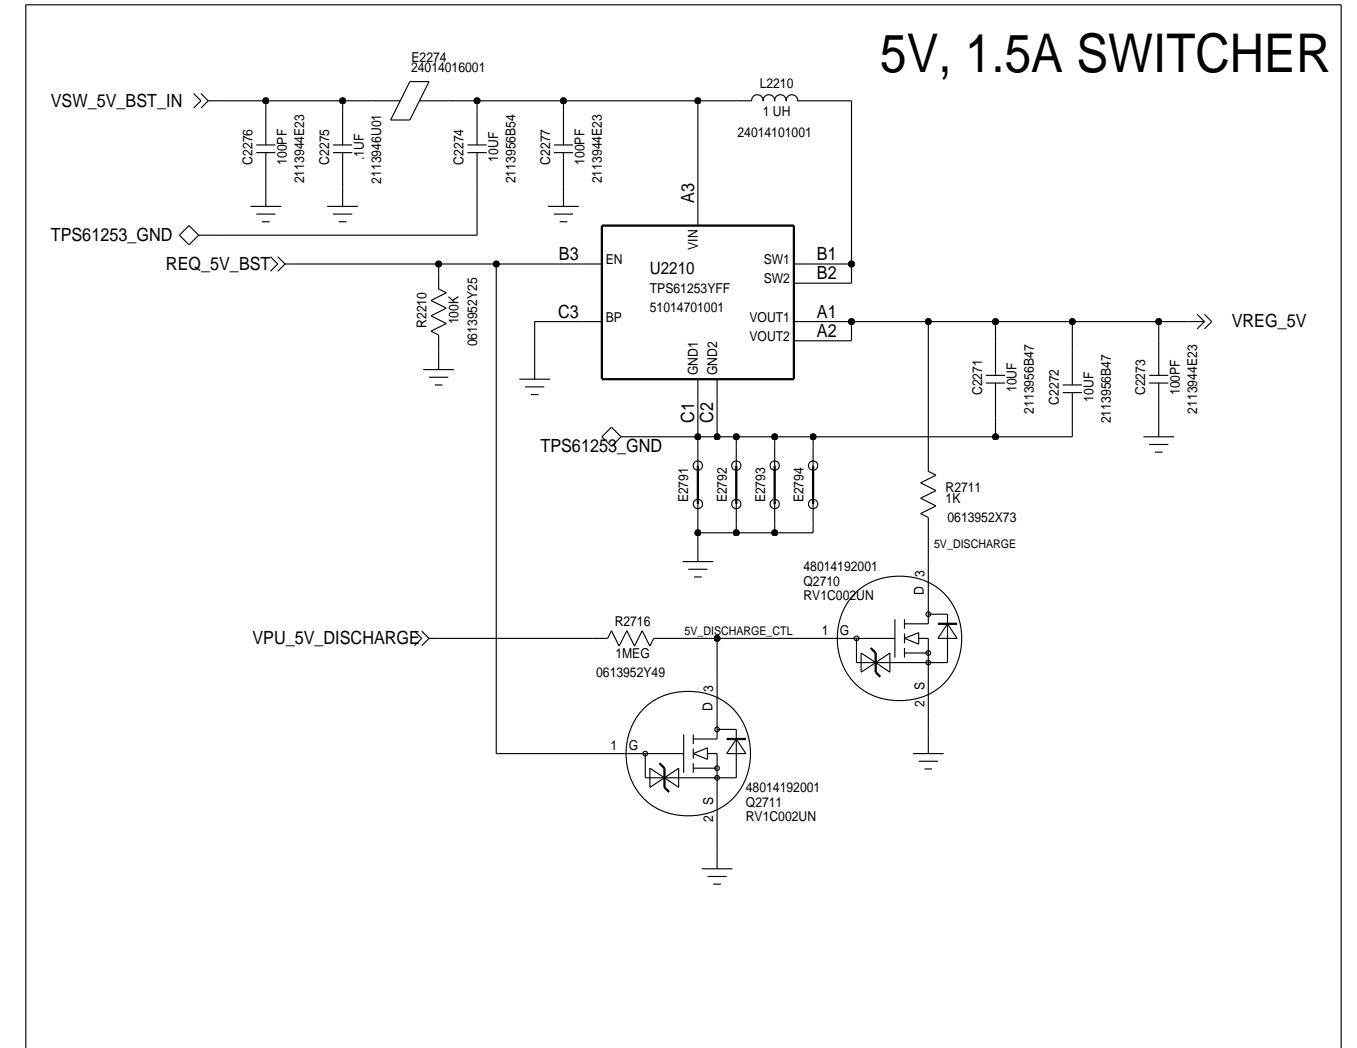 5V, 1.5A SWITCHER
E2274
24014016001
VSW_5V_BST_IN
L2210
1 UH
24014101001
C2276
100PF
2113944E23
C2275
.1UF
2113946U01
C2274
10UF
2113956B54
C2277
100PF
2113944E23
A3
TPS61253_GND
REQ_5V_BST
B3
EN
VIN
U2210
TPS61253YFF
51014701001
SW1
SW2
B1
B2
R2210
100K
0613952Y25
C3
BP
VOUT1
VOUT2
A1
A2
VREG_5V
GND1
GND2
C1
C2
C2271
10UF
2113956B47
C2272
10UF
2113956B47
C2273
100PF
2113944E23
TPS61253_GND
E2791
E2792
E2793
E2794
R2711
1K
0613952X73
5V_DISCHARGE
48014192001
Q2710
RV1C002UN
3
D
1
G
S
2
VPU_5V_DISCHARGE
R2716
1MEG
0613952Y49
5V_DISCHARGE_CTL
3
D
1
G
S
2
48014192001
Q2711
RV1C002UN